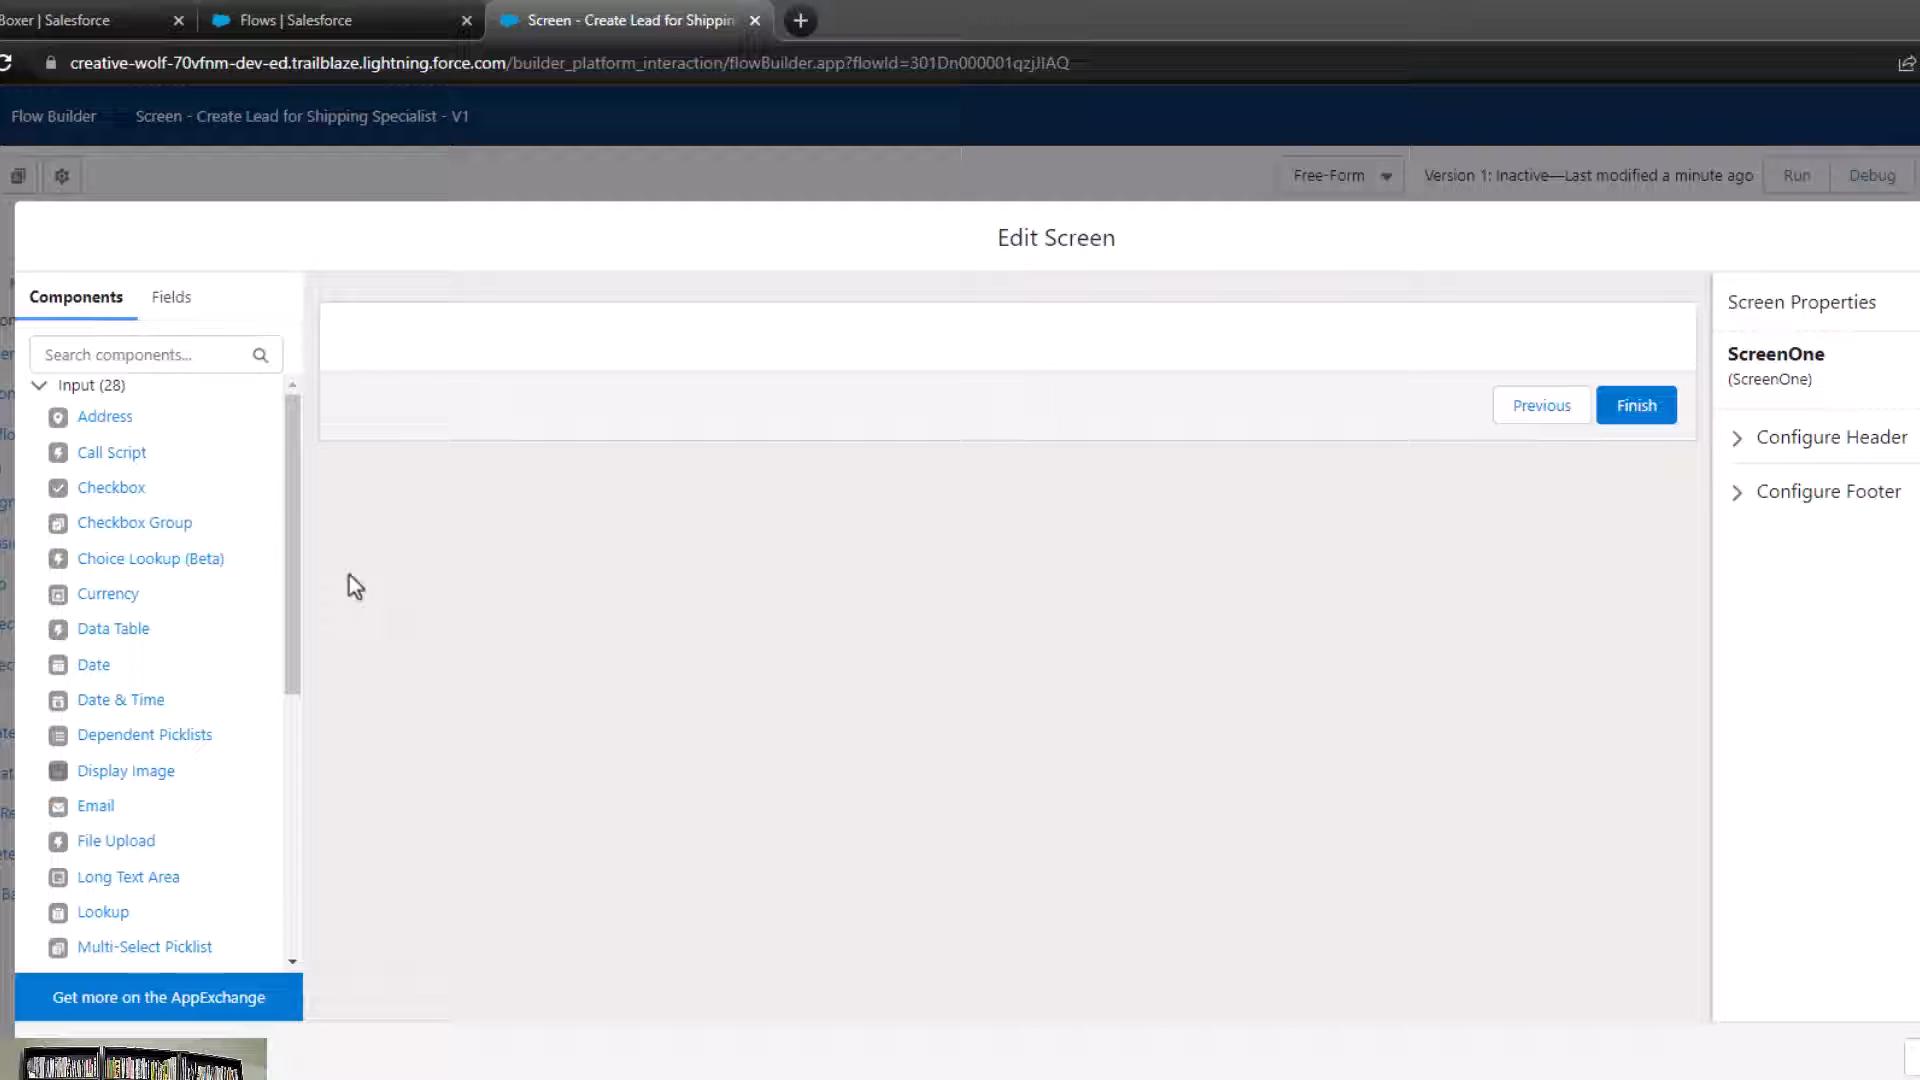 Boxer | Salesforce
Flows | Salesforce
Screen - Create Lead for Shippin
creative-wolf-70vfnm-dev-ed.trailblaze.lightning.force.com/builder_platform_interaction/flowBuilder.app?flowId=301Dn000001qzjJIAQ
Flow Builder
Screen - Create Lead for Shipping Specialist - V1
Free-Form
Version 1: Inactive—Last modified a minute ago
Run
Debug
Edit Screen
Components
Fields
Search components...
Input (28)
Address
Call Script
Checkbox
Checkbox Group
Choice Lookup (Beta)
Currency
Data Table
Date
Date & Time
Dependent Picklists
Display Image
Email
File Upload
Long Text Area
Lookup
Multi-Select Picklist
Get more on the AppExchange
Previous
Finish
Screen Properties
ScreenOne
(ScreenOne)
Configure Header
Configure Footer